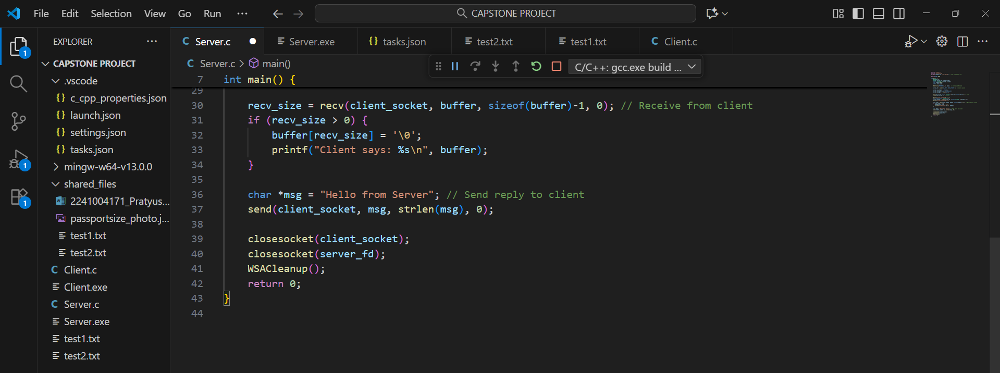 File Edit Selection View Go Run ··· CAPSTONE PROJECT
EXPLORER ···
CAPSTONE PROJECT
.vscode
{} c_cpp_properties.json
{} launch.json
{} settings.json
{} tasks.json
mingw-w64-v13.0.0
shared_files
2241004171_Pratyus...
passportsize_photo.j...
test1.txt
test2.txt
C Client.c
Client.exe
C Server.c
Server.exe
test1.txt
test2.txt
1
1
1
C Server.c Server.exe {} tasks.json test2.txt test1.txt C Client.c
C Server.c > main()
C/C++: gcc.exe build ...
7 int main() {
29
30 recv_size = recv(client_socket, buffer, sizeof(buffer)-1, 0); // Receive from client
31 if (recv_size > 0) {
32 buffer[recv_size] = '\0';
33 printf("Client says: %s\n", buffer);
34 }
35
36 char *msg = "Hello from Server"; // Send reply to client
37 send(client_socket, msg, strlen(msg), 0);
38
39 closesocket(client_socket);
40 closesocket(server_fd);
41 WSACleanup();
42 return 0;
43 }
44